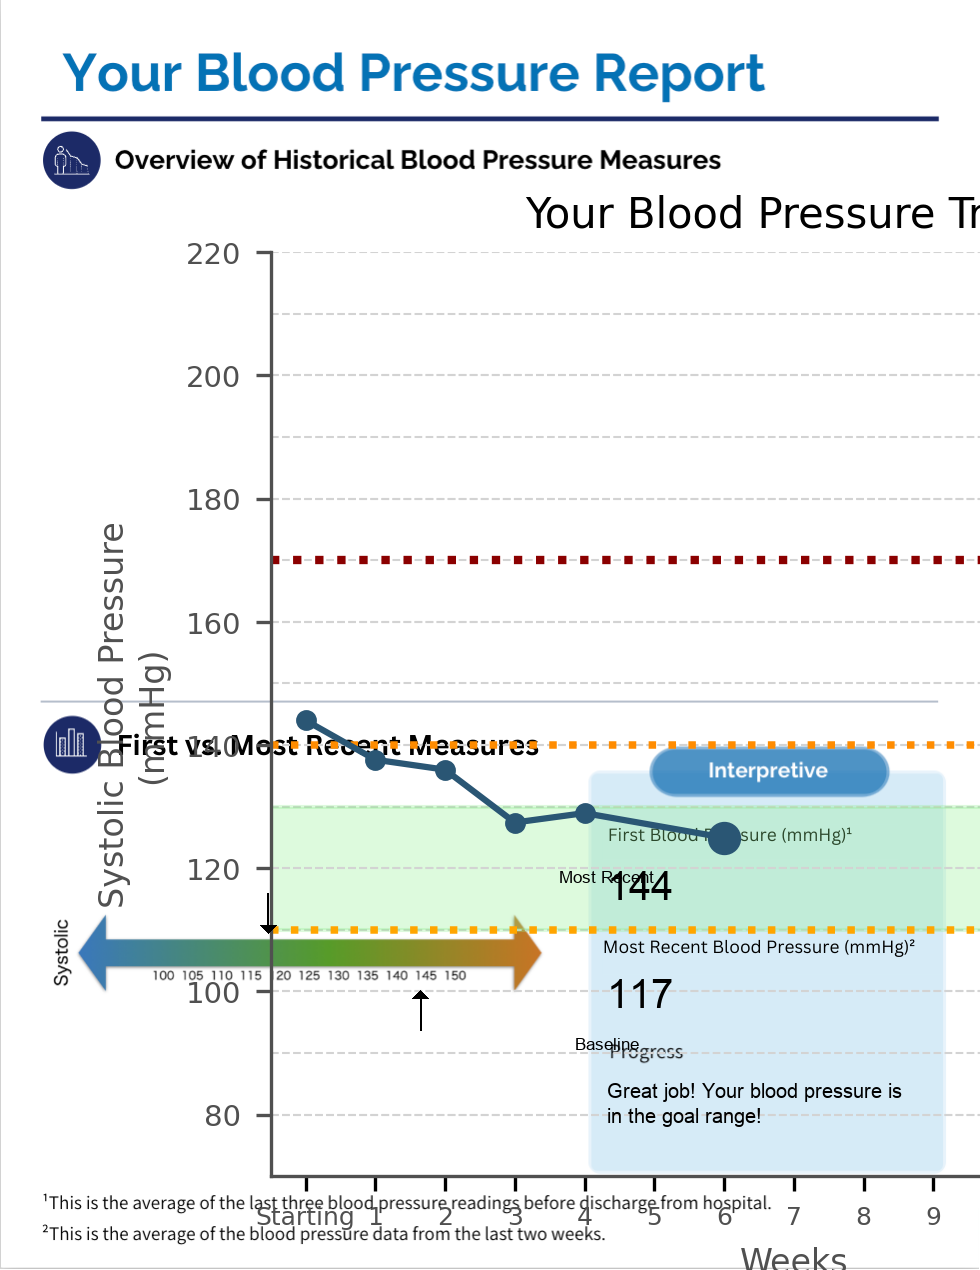 Your Blood Pressure Report
Overview of Historical Blood Pressure Measures
Your Blood Pressure Tr
220
200
180
160
140
120
100
80
Systolic Blood Pressure
(mmHg)
First vs. Most Recent Measures
Interpretive
First Blood Pressure (mmHg)¹
Most Recent
144
Most Recent Blood Pressure (mmHg)²
117
Baseline
Progress
Great job! Your blood pressure is
in the goal range!
Systolic
100 105 110 115 120 125 130 135 140 145 150
¹This is the average of the last three blood pressure readings before discharge from hospital.
Starting 1 2 3 4 5 6 7 8 9
²This is the average of the blood pressure data from the last two weeks.
Weeks